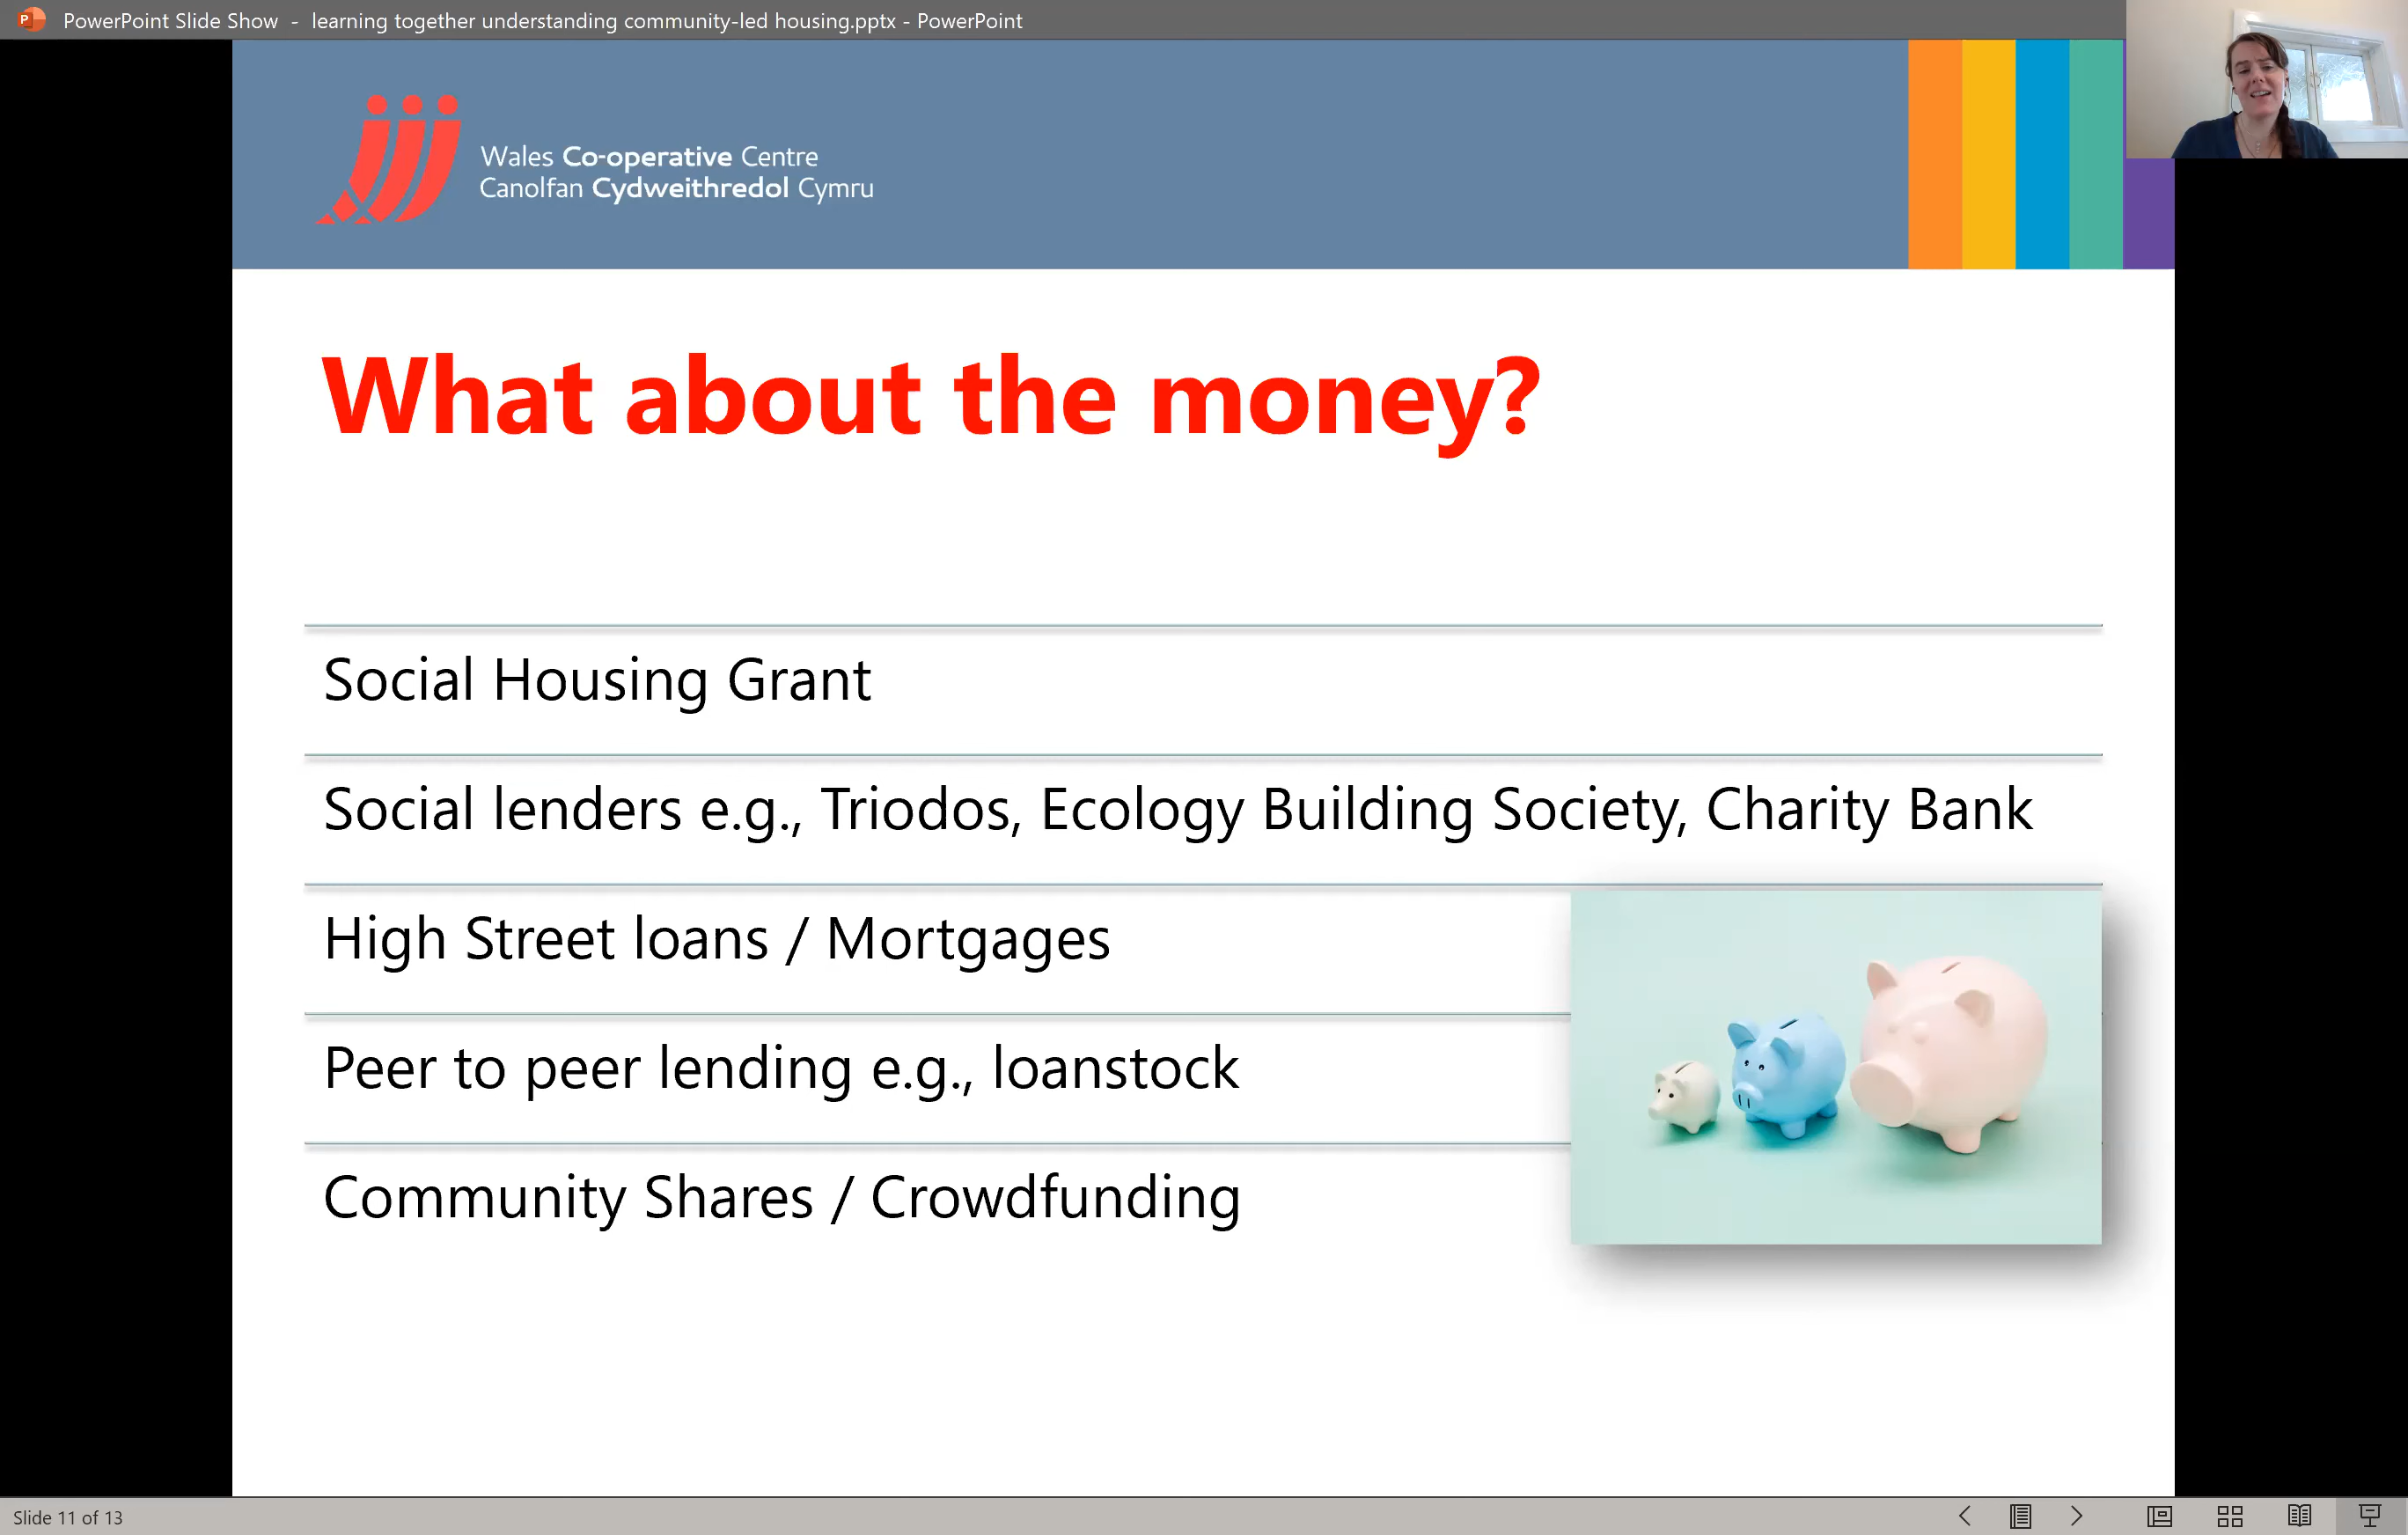 PowerPoint Slide Show - learning together understanding community-led housing.pptx - PowerPoint
Wales Co-operative Centre
Canolfan Cydweithredol Cymru
What about the money?
Social Housing Grant
Social lenders e.g., Triodos, Ecology Building Society, Charity Bank
High Street loans / Mortgages
Peer to peer lending e.g., loanstock
Community Shares / Crowdfunding
Slide 11 of 13